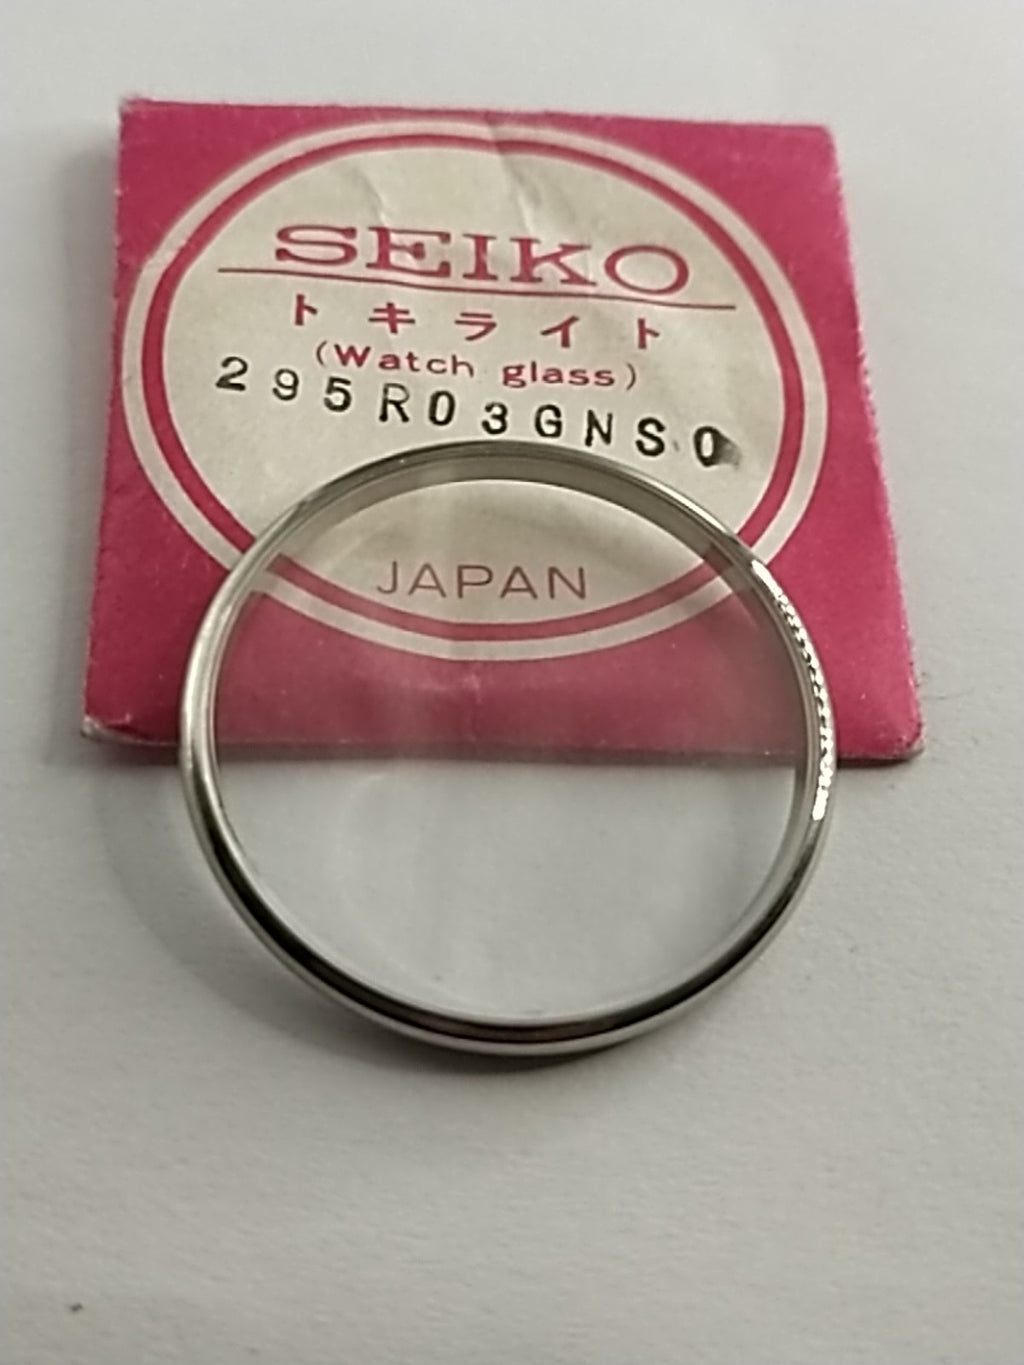 SEIKO
トキライト
(Watch glass)
295R03GNS0
JAPAN